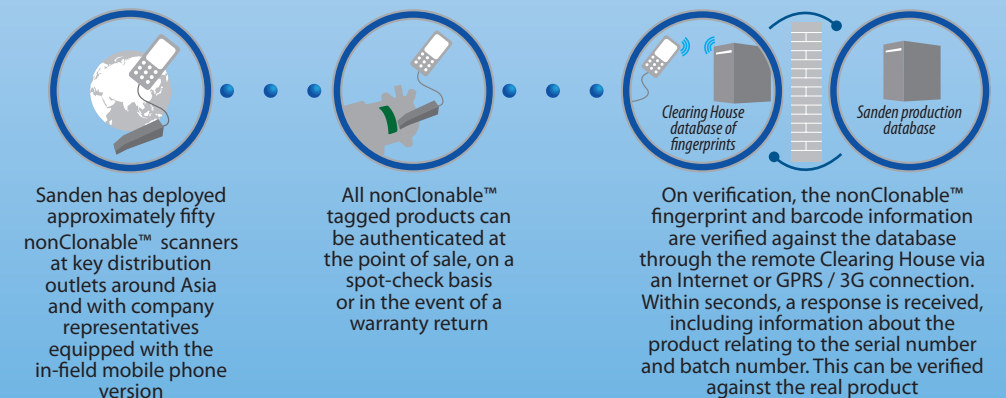 Clearing House
database of
fingerprints
Sanden production
database
Sanden has deployed
approximately fifty
nonClonable™ scanners
at key distribution
outlets around Asia
and with company
representatives
equipped with the
in-field mobile phone
version
All nonClonable™
tagged products can
be authenticated at
the point of sale, on a
spot-check basis
or in the event of a
warranty return
On verification, the nonClonable™
fingerprint and barcode information
are verified against the database
through the remote Clearing House via
an Internet or GPRS / 3G connection.
Within seconds, a response is received,
including information about the
product relating to the serial number
and batch number. This can be verified
against the real product